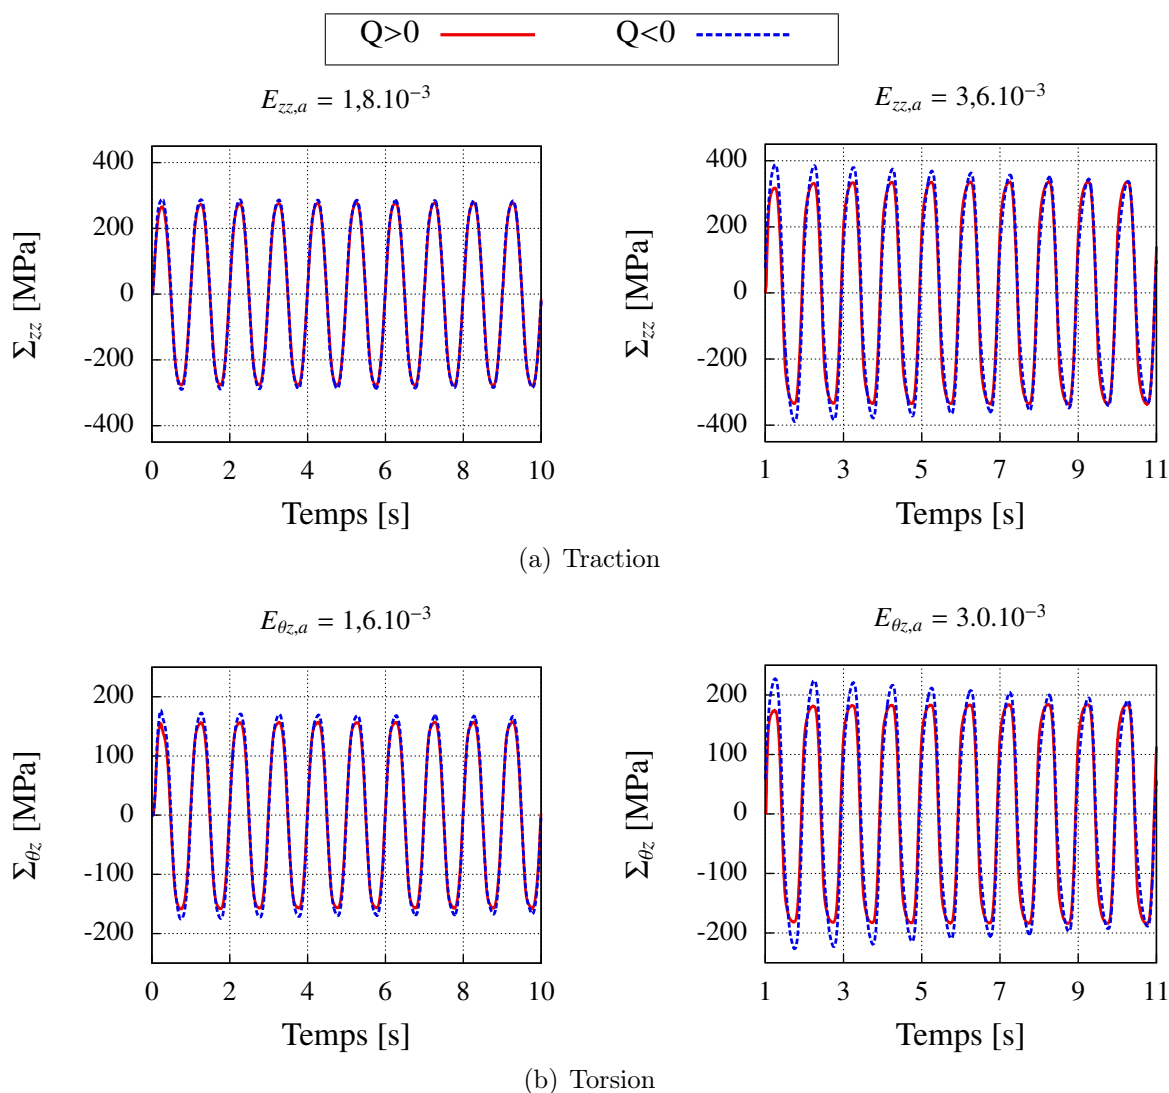 Q>0 Q<0
E_{zz,a} = 1,8.10^{-3} E_{zz,a} = 3,6.10^{-3}
Σ_{zz} [MPa]
400
200
0
-200
-400
0 2 4 6 8 10
Temps [s]
Σ_{zz} [MPa]
400
200
0
-200
-400
1 3 5 7 9 11
Temps [s]
(a) Traction
E_{θz,a} = 1,6.10^{-3} E_{θz,a} = 3.0.10^{-3}
Σ_{θz} [MPa]
200
100
0
-100
-200
0 2 4 6 8 10
Temps [s]
Σ_{θz} [MPa]
200
100
0
-100
-200
1 3 5 7 9 11
Temps [s]
(b) Torsion